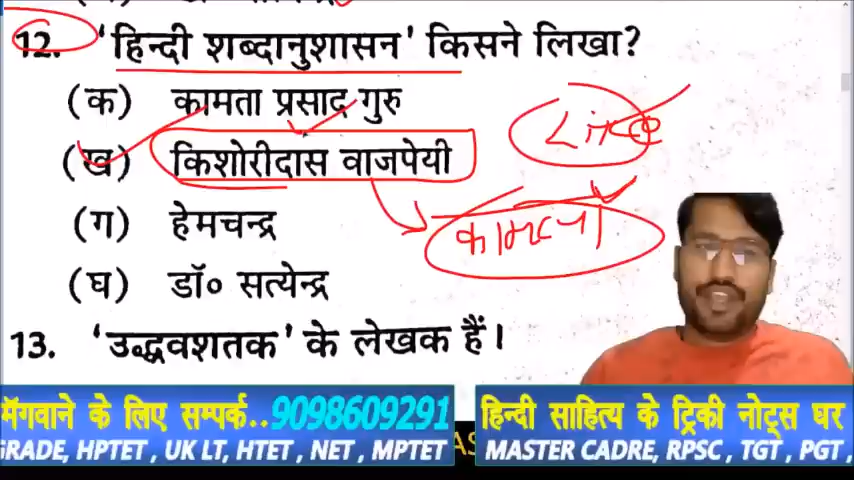 12. 'हिन्दी शब्दानुशासन' किसने लिखा?
(क) कामता प्रसाद गुरु
(ख) किशोरीदास वाजपेयी
(ग) हेमचन्द्र
(घ) डॉ० सत्येन्द्र
Like
13. 'उद्धवशतक' के लेखक हैं।
मॅगवाने के लिए सम्पर्क..9098609291
हिन्दी साहित्य के ट्रिकी नोट्स घर
GRADE, HPTET , UK LT, HTET , NET , MPTET
MASTER CADRE, RPSC , TGT , PGT ,